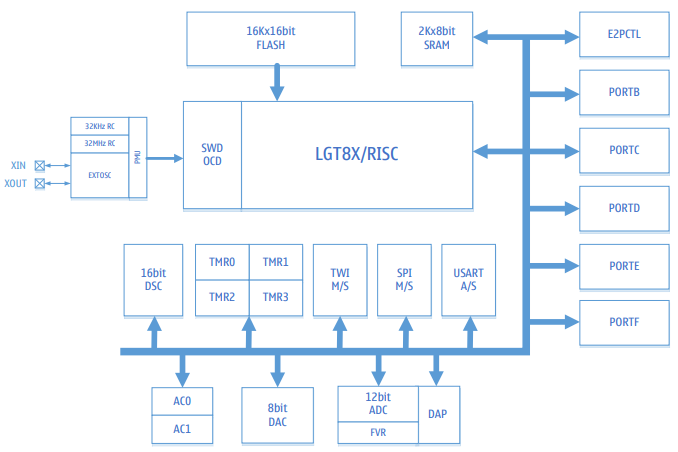 16Kx16bit
FLASH
2Kx8bit
SRAM
E2PCTL
PORTB
32KHz RC
32MHz RC
EXTOSC
PMU
XIN
XOUT
SWD
OCD
LGT8X/RISC
PORTC
PORTD
16bit
DSC
TMR0
TMR1
TMR2
TMR3
TWI
M/S
SPI
M/S
USART
A/S
PORTE
PORTF
AC0
AC1
8bit
DAC
12bit
ADC
FVR
DAP